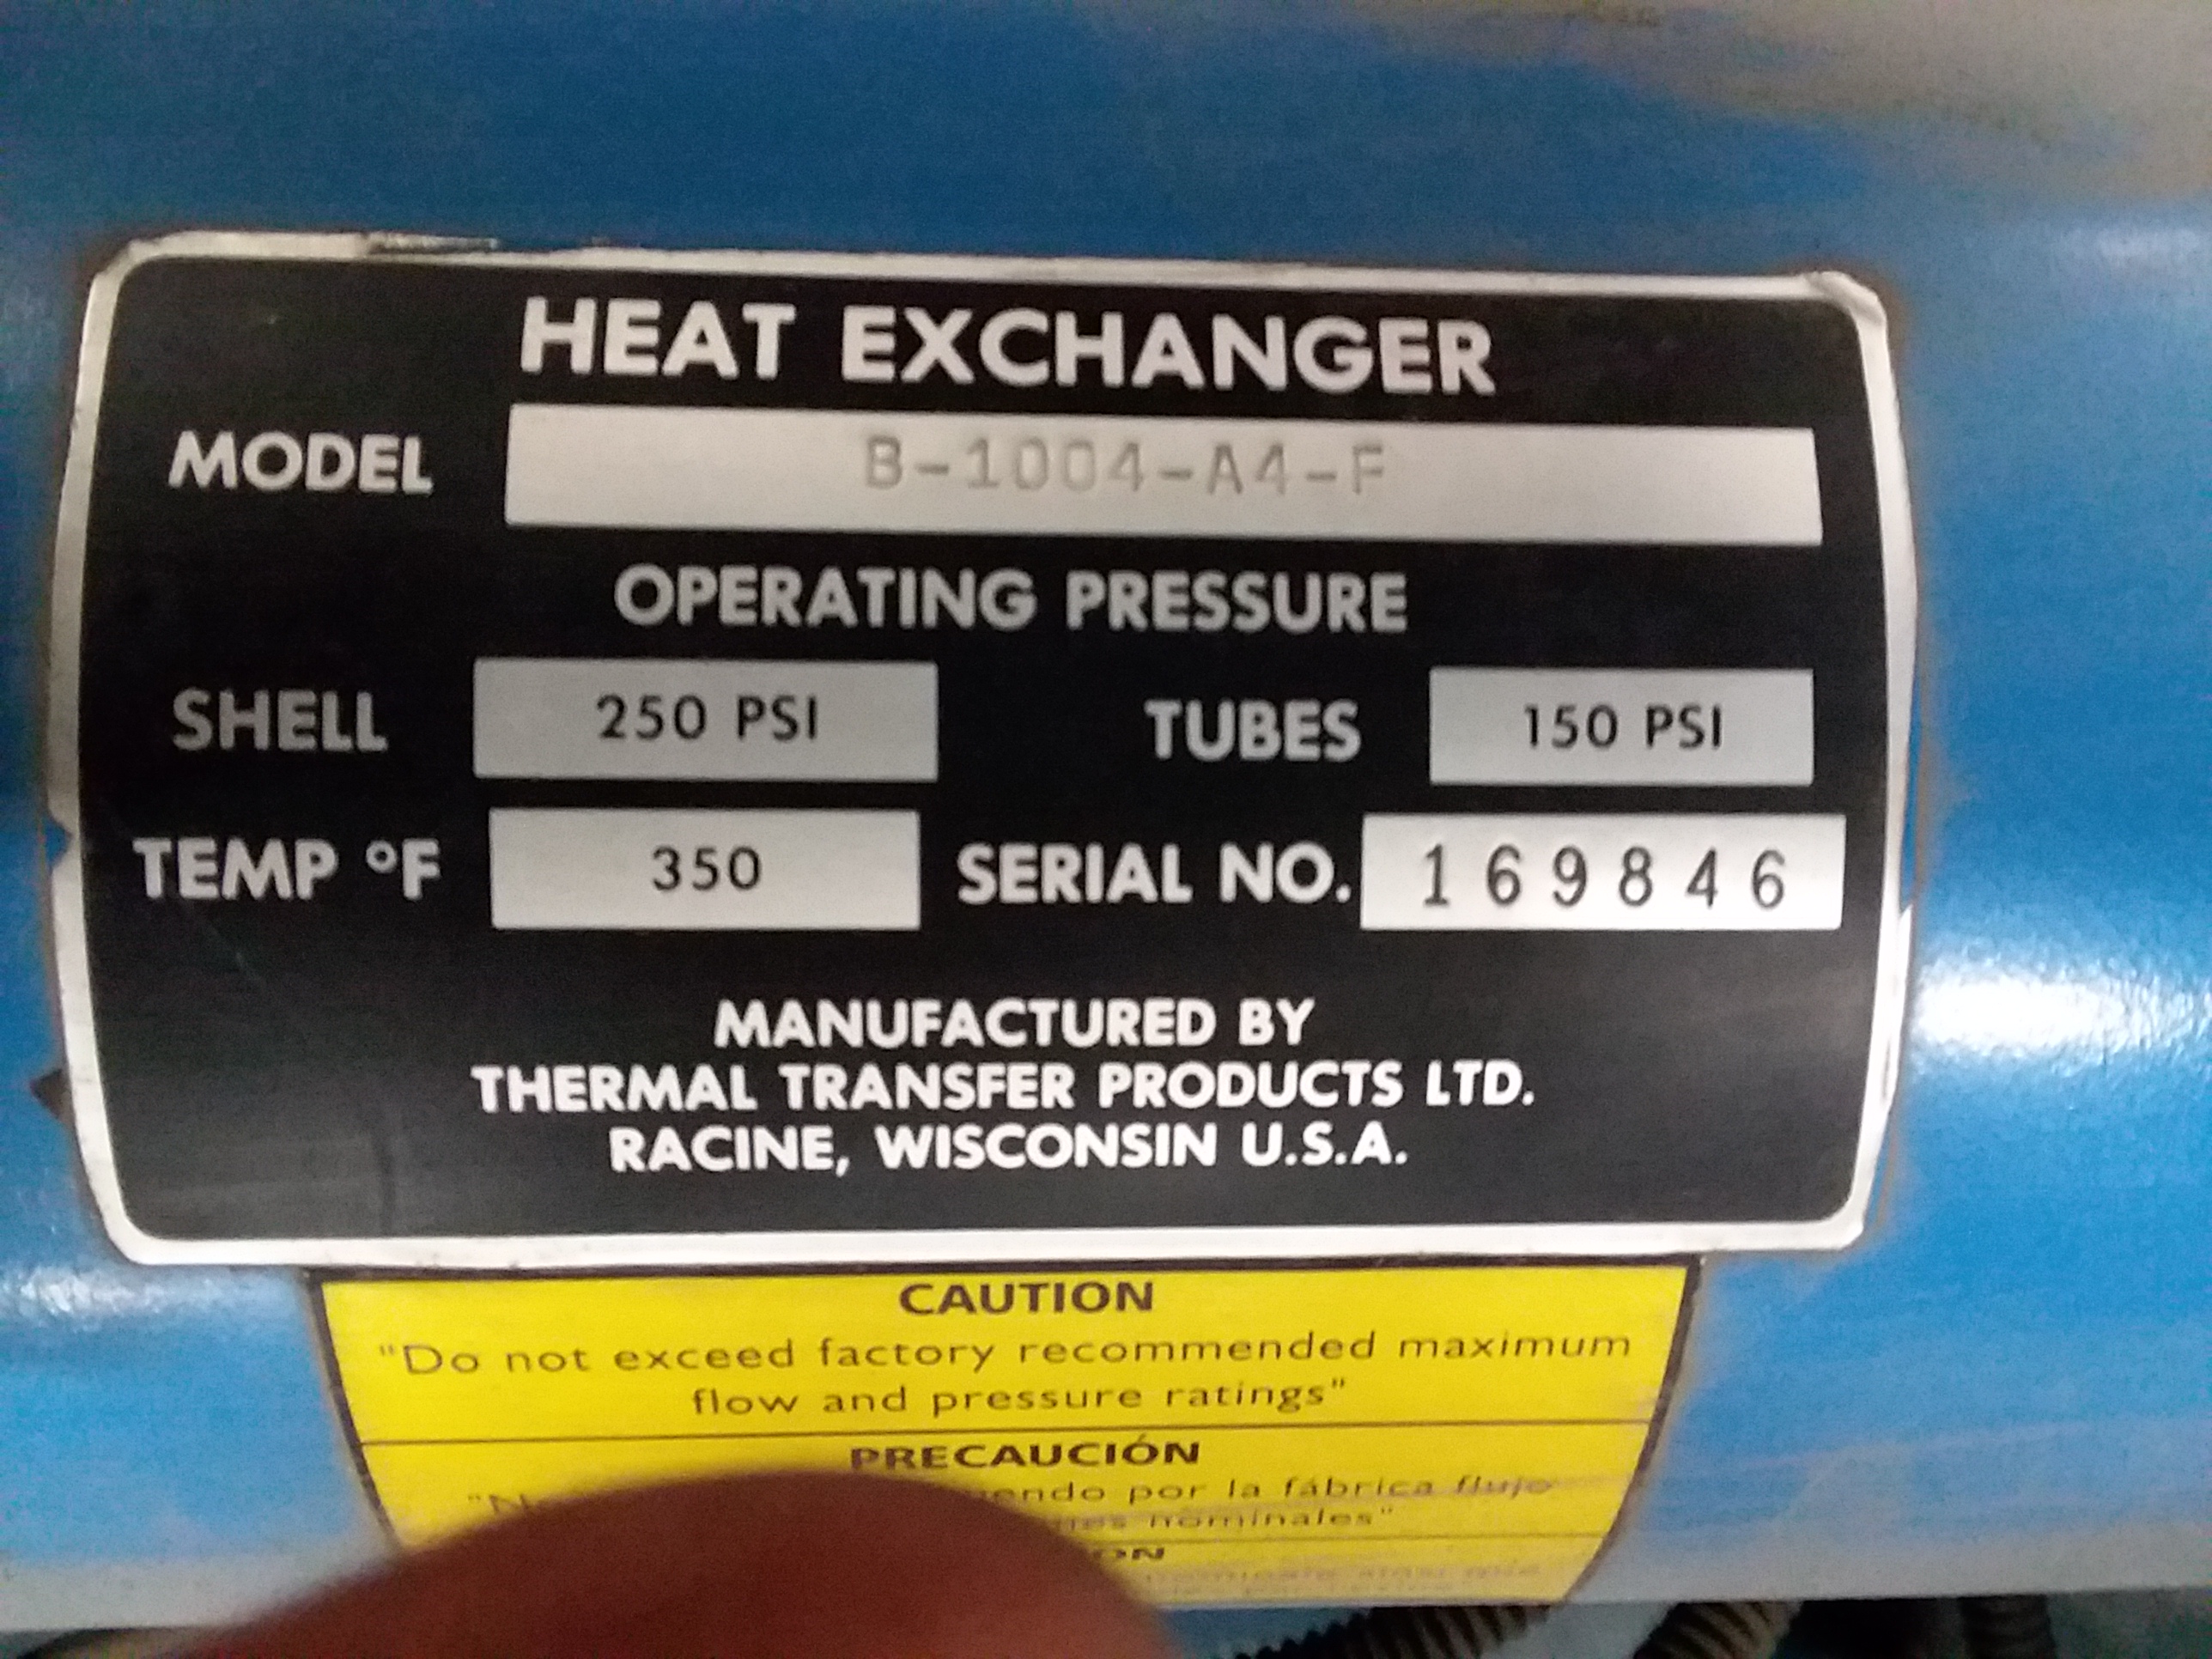 HEAT EXCHANGER
MODEL B-1004-A4-F
OPERATING PRESSURE
SHELL 250 PSI TUBES 150 PSI
TEMP °F 350 SERIAL NO. 169846
MANUFACTURED BY
THERMAL TRANSFER PRODUCTS LTD.
RACINE, WISCONSIN U.S.A.
CAUTION
"Do not exceed factory recommended maximum
flow and pressure ratings"
PRECAUCIÓN
por la fábrica flujo
nominales"